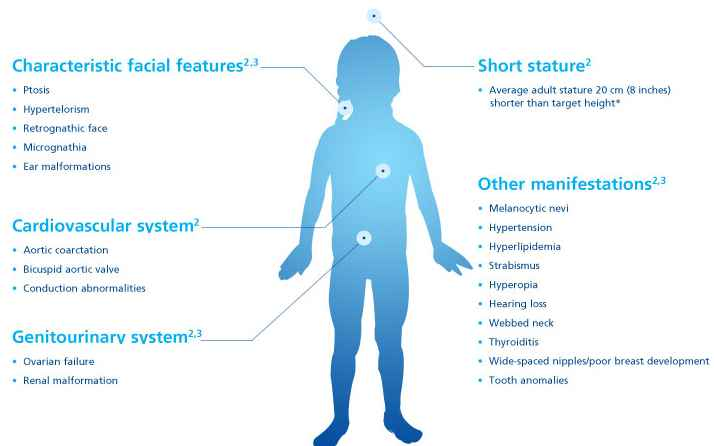 Characteristic facial features2,3
• Ptosis
• Hypertelorism
• Retrognathic face
• Micrognathia
• Ear malformations
Cardiovascular system2
• Aortic coarctation
• Bicuspid aortic valve
• Conduction abnormalities
Genitourinary system2,3
• Ovarian failure
• Renal malformation
Short stature2
• Average adult stature 20 cm (8 inches)
shorter than target height*
Other manifestations2,3
• Melanocytic nevi
• Hypertension
• Hyperlipidemia
• Strabismus
• Hyperopia
• Hearing loss
• Webbed neck
• Thyroiditis
• Wide-spaced nipples/poor breast development
• Tooth anomalies